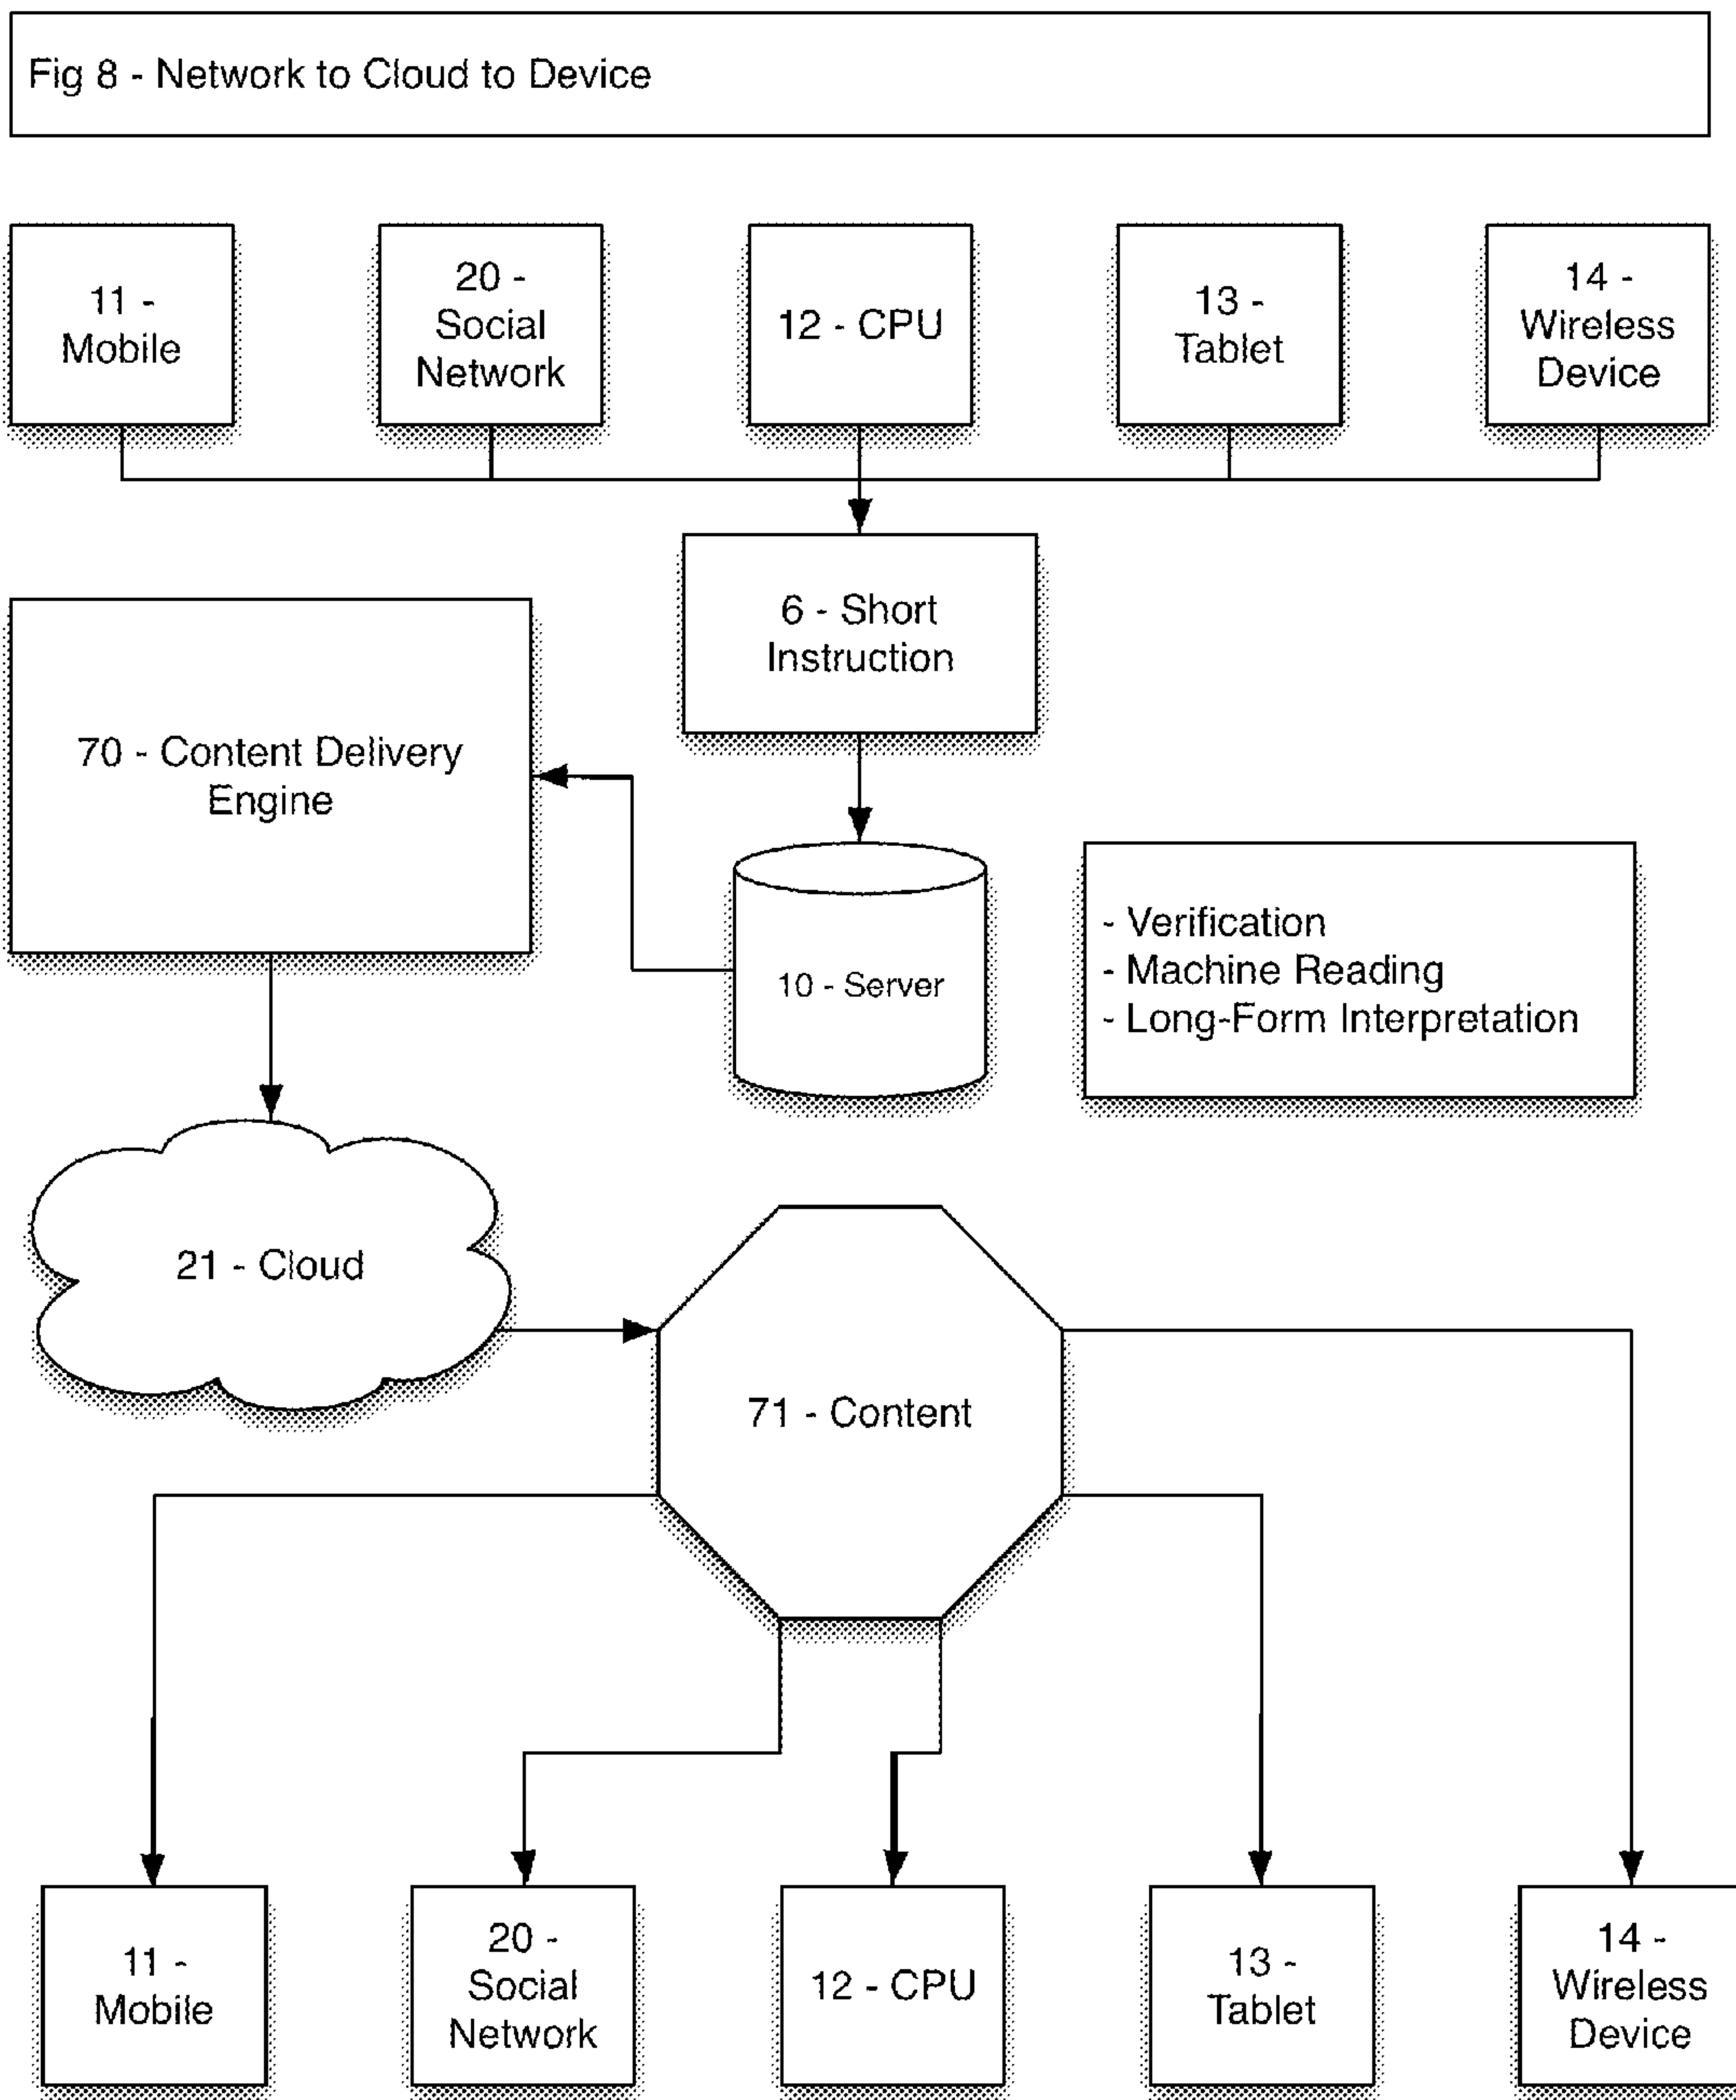 Fig 8 - Network to Cloud to Device
11 -
Mobile
20 -
Social
Network
12 - CPU
13 -
Tablet
14 -
Wireless
Device
6 - Short
Instruction
70 - Content Delivery
Engine
10 - Server
- Verification
- Machine Reading
- Long-Form Interpretation
21 - Cloud
71 - Content
11 -
Mobile
20 -
Social
Network
12 - CPU
13 -
Tablet
14 -
Wireless
Device